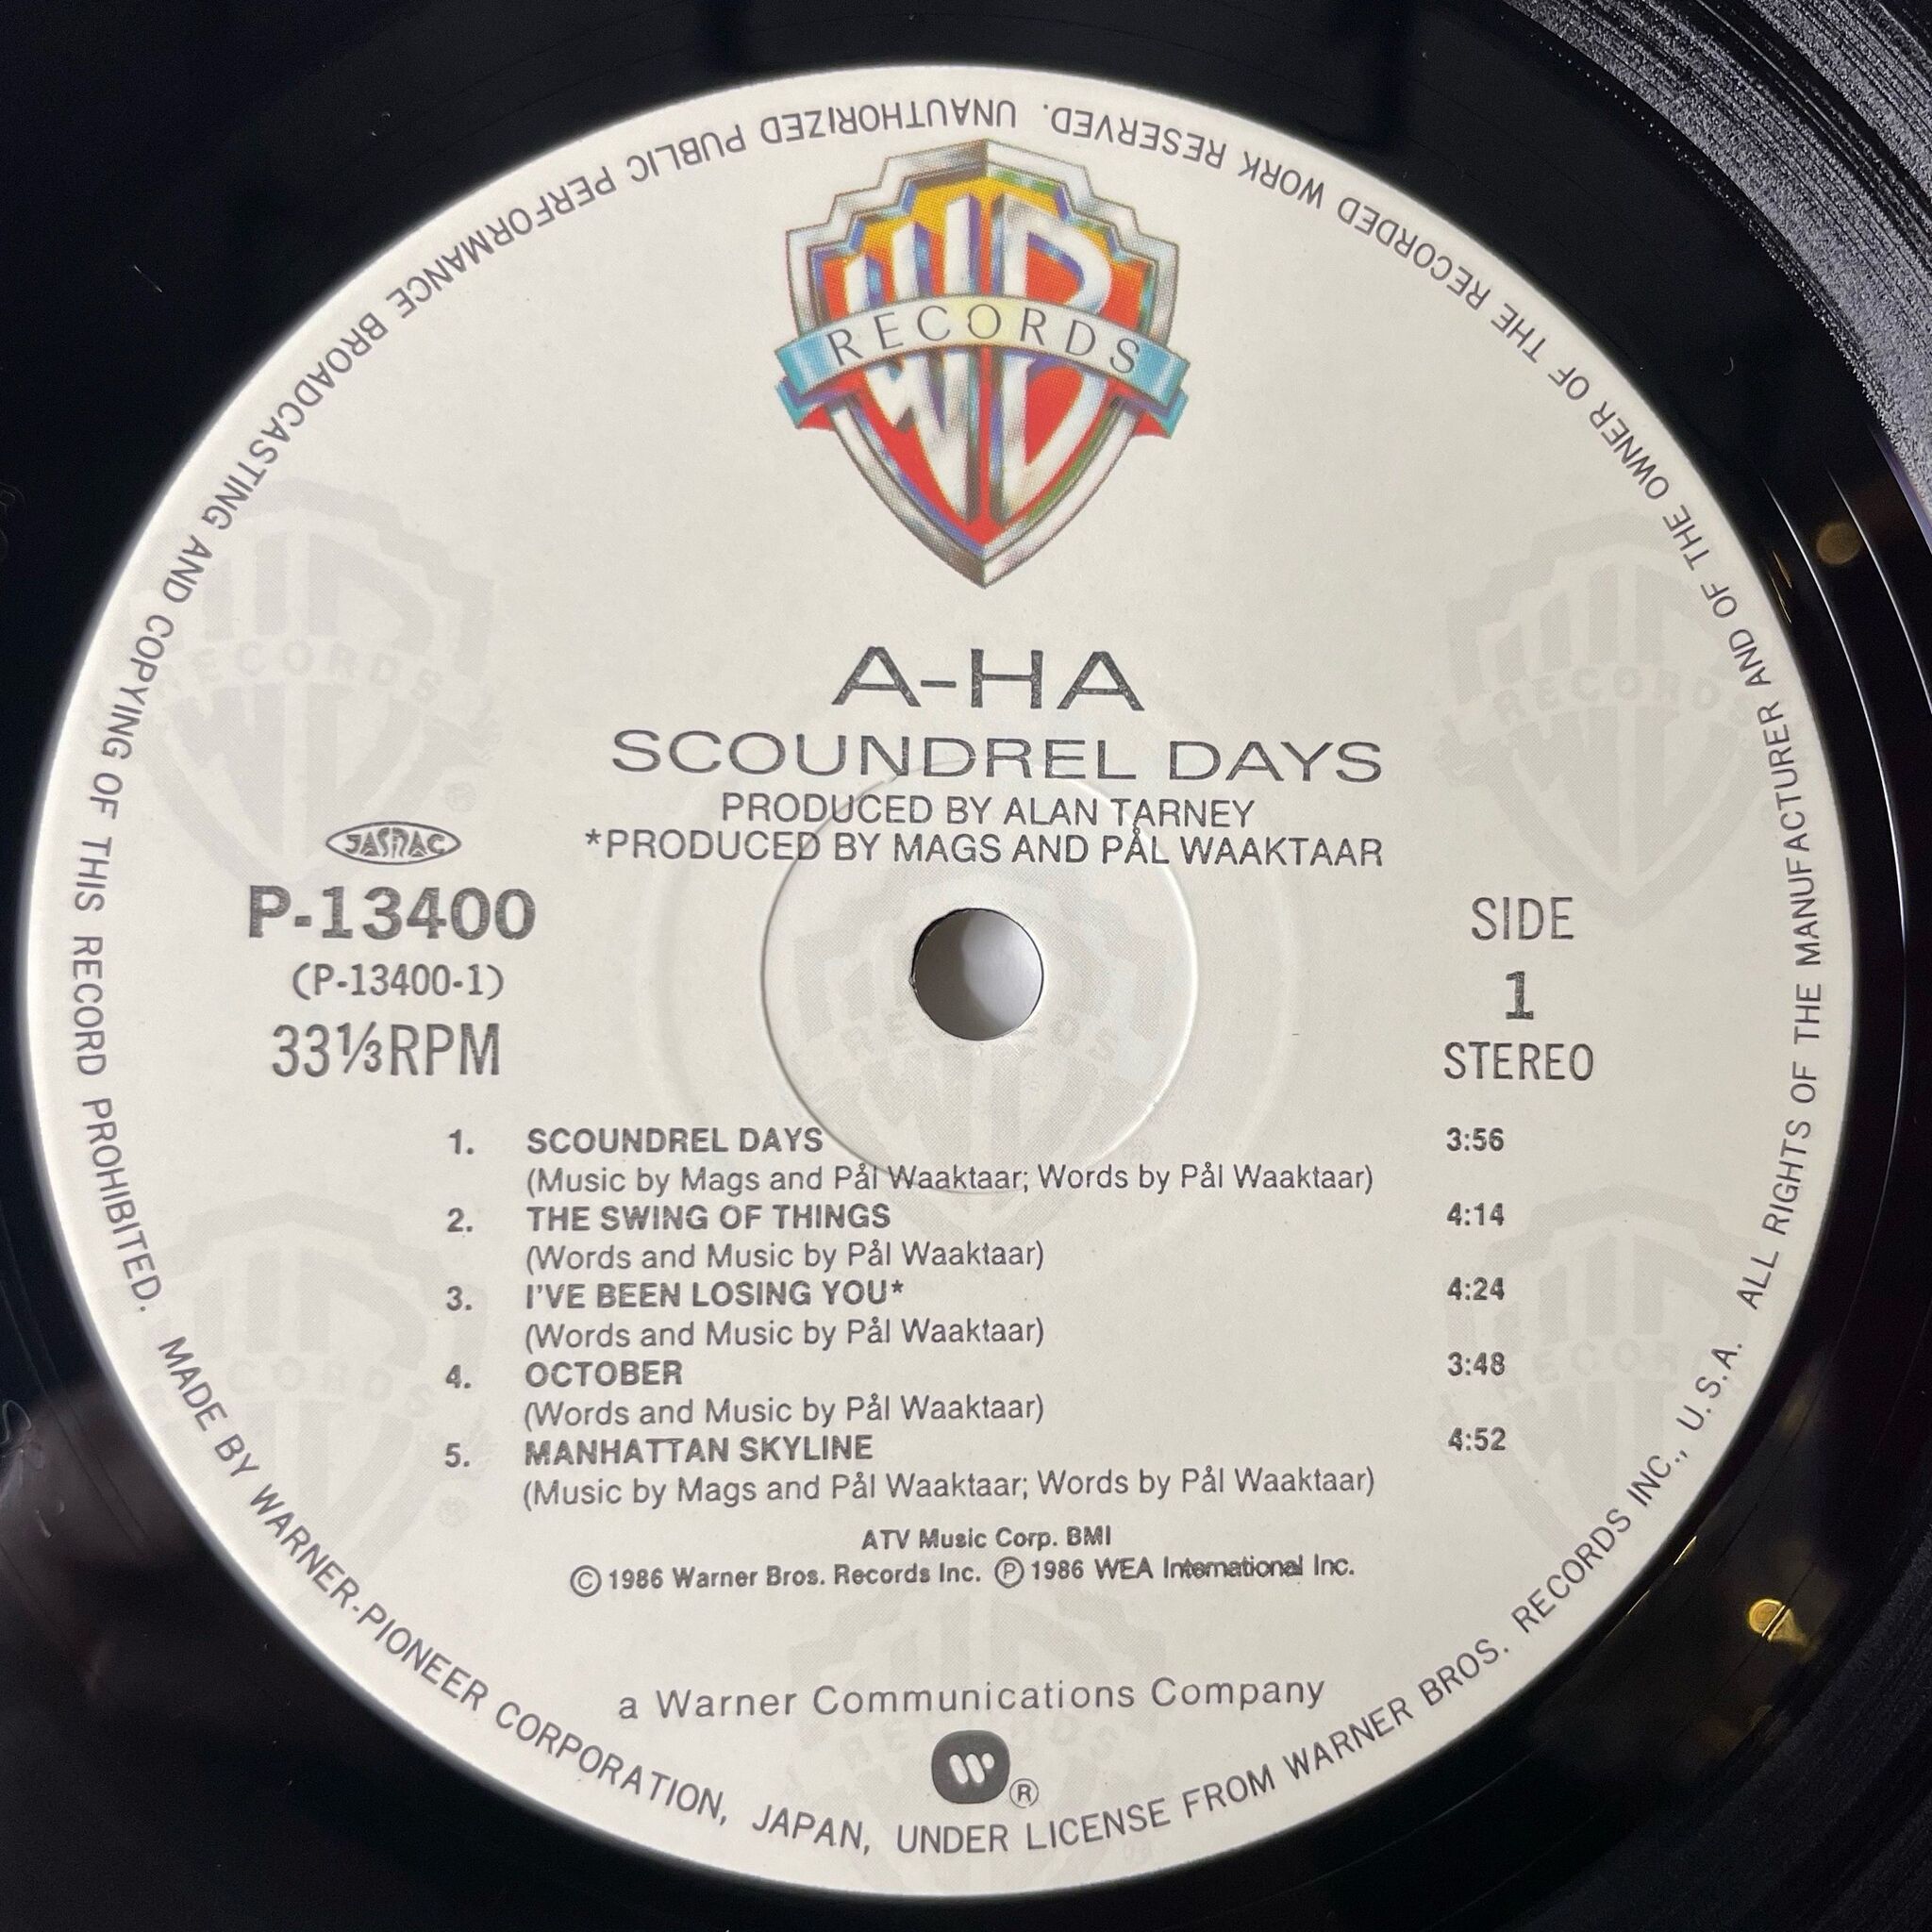 WB
RECORDS
A-HA
SCOUNDREL DAYS
PRODUCED BY ALAN TARNEY
*PRODUCED BY MAGS AND PÅL WAAKTAAR
JASRAC
P-13400
(P-13400-1)
33⅓RPM
SIDE
1
STEREO
1. SCOUNDREL DAYS 3:56
(Music by Mags and Pål Waaktaar; Words by Pål Waaktaar)
2. THE SWING OF THINGS 4:14
(Words and Music by Pål Waaktaar)
3. I'VE BEEN LOSING YOU* 4:24
(Words and Music by Pål Waaktaar)
4. OCTOBER 3:48
(Words and Music by Pål Waaktaar)
5. MANHATTAN SKYLINE 4:52
(Music by Mags and Pål Waaktaar; Words by Pål Waaktaar)
ATV Music Corp. BMI
©1986 Warner Bros. Records Inc. ℗1986 WEA International Inc.
a Warner Communications Company
W®
MADE BY WARNER-PIONEER CORPORATION, JAPAN, UNDER LICENSE FROM WARNER BROS. RECORDS INC., U.S.A. ALL RIGHTS OF THE MANUFACTURER AND OF THE OWNER OF THE RECORDED WORK RESERVED. UNAUTHORIZED PUBLIC PERFORMANCE BROADCASTING AND COPYING OF THIS RECORD PROHIBITED.